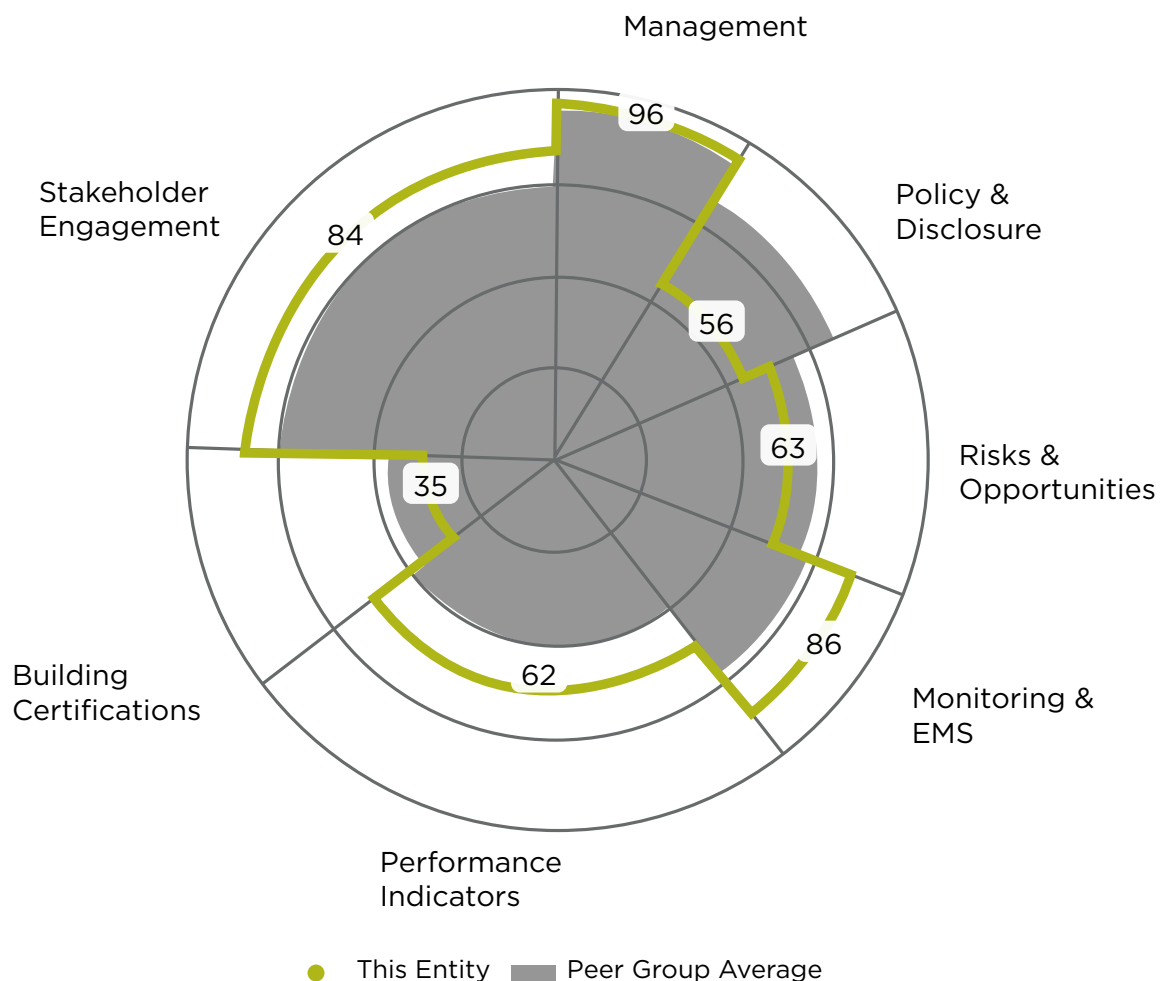 Management
96
Stakeholder
Engagement
84
Policy &
Disclosure
56
63
Risks &
Opportunities
35
86
62
Building
Certifications
Monitoring &
EMS
Performance
Indicators
This Entity
Peer Group Average